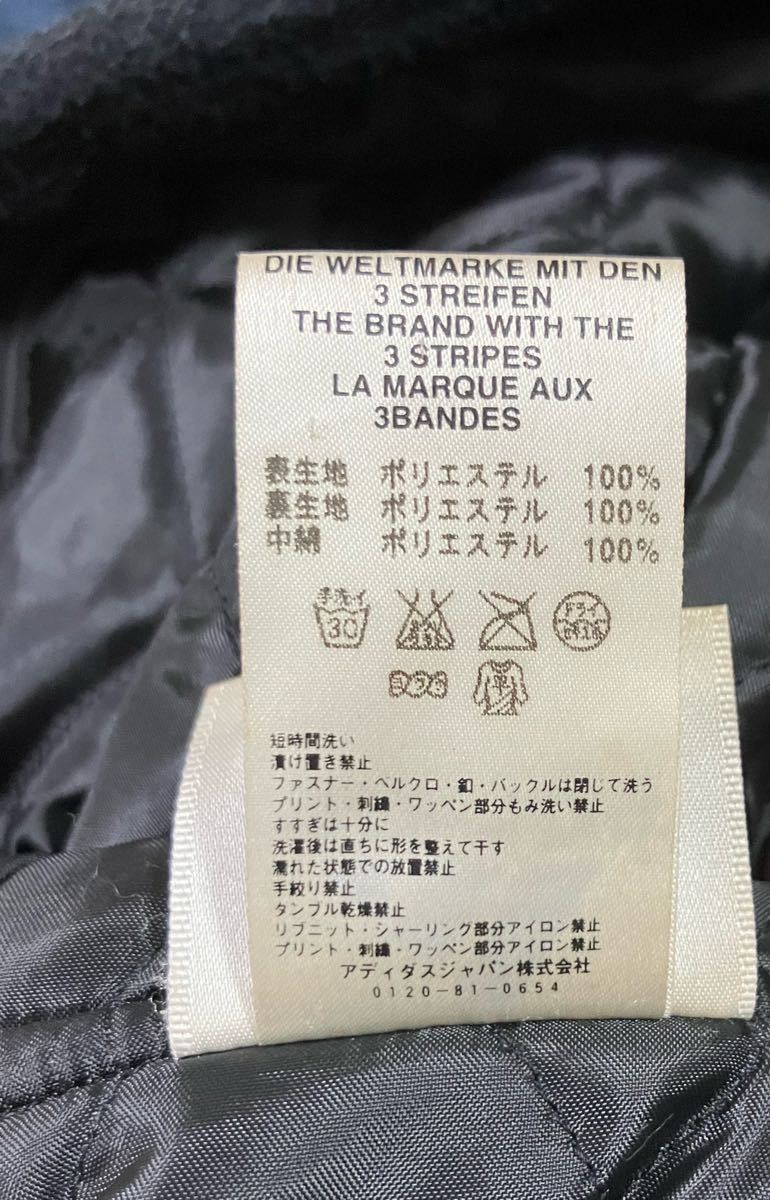 DIE WELTMARKE MIT DEN
3 STREIFEN
THE BRAND WITH THE
3 STRIPES
LA MARQUE AUX
3BANDES
表生地 ポリエステル 100%
裏生地 ポリエステル 100%
中綿 ポリエステル 100%
手洗イ
30
ドライ
短時間洗い
漬け置き禁止
ファスナー・ベルクロ・釦・バックルは閉じて洗う
プリント・刺繍・ワッペン部分もみ洗い禁止
すすぎは十分に
洗濯後は直ちに形を整えて干す
濡れた状態での放置禁止
手絞り禁止
タンブル乾燥禁止
リブニット・シャーリング部分アイロン禁止
プリント・刺繍・ワッペン部分アイロン禁止
アディダスジャパン株式会社
0120-81-0654